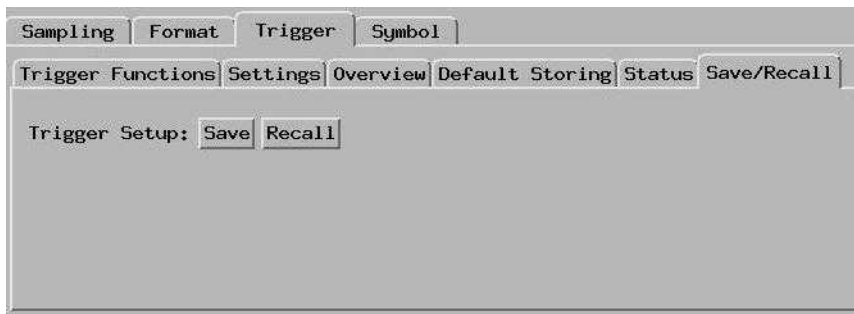 Sampling Format Trigger Symbol
Trigger Functions Settings Overview Default Storing Status Save/Recall
Trigger Setup: Save Recall